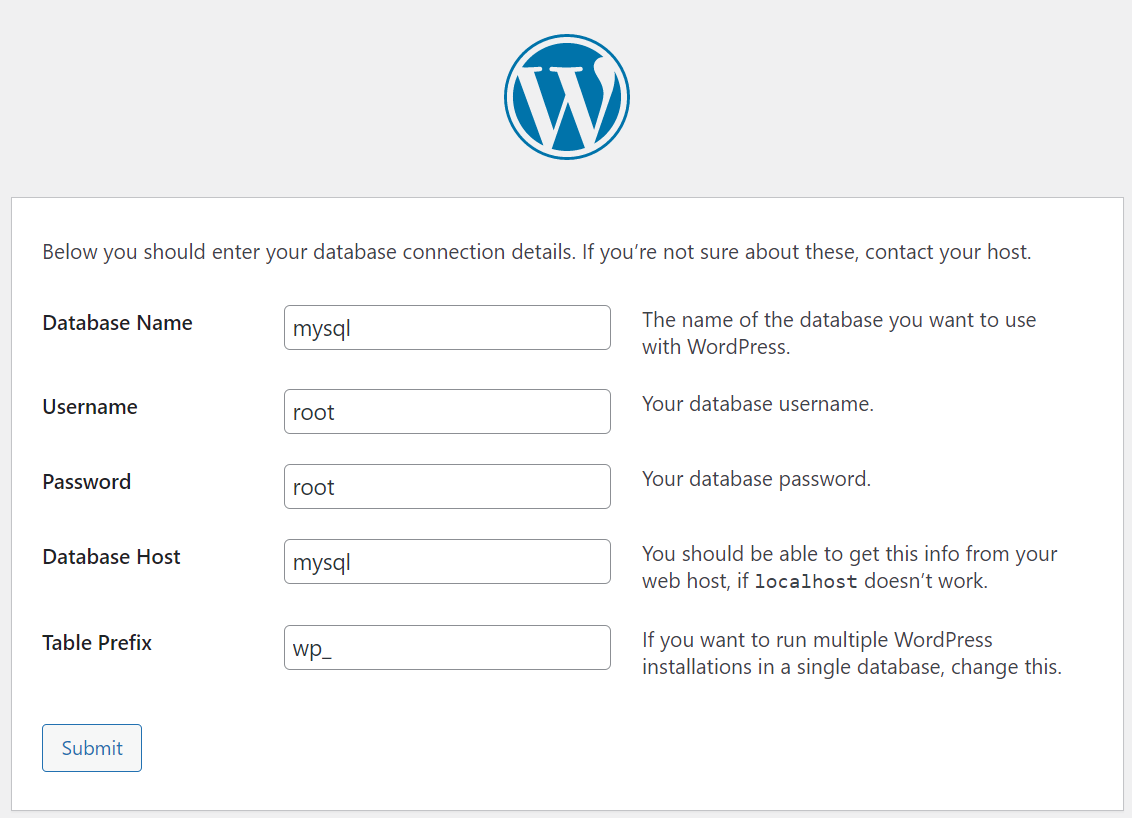 Below you should enter your database connection details. If you’re not sure about these, contact your host.
Database Name
mysql
The name of the database you want to use
with WordPress.
Username
root
Your database username.
Password
root
Your database password.
Database Host
mysql
You should be able to get this info from your
web host, if localhost doesn’t work.
Table Prefix
wp_
If you want to run multiple WordPress
installations in a single database, change this.
Submit